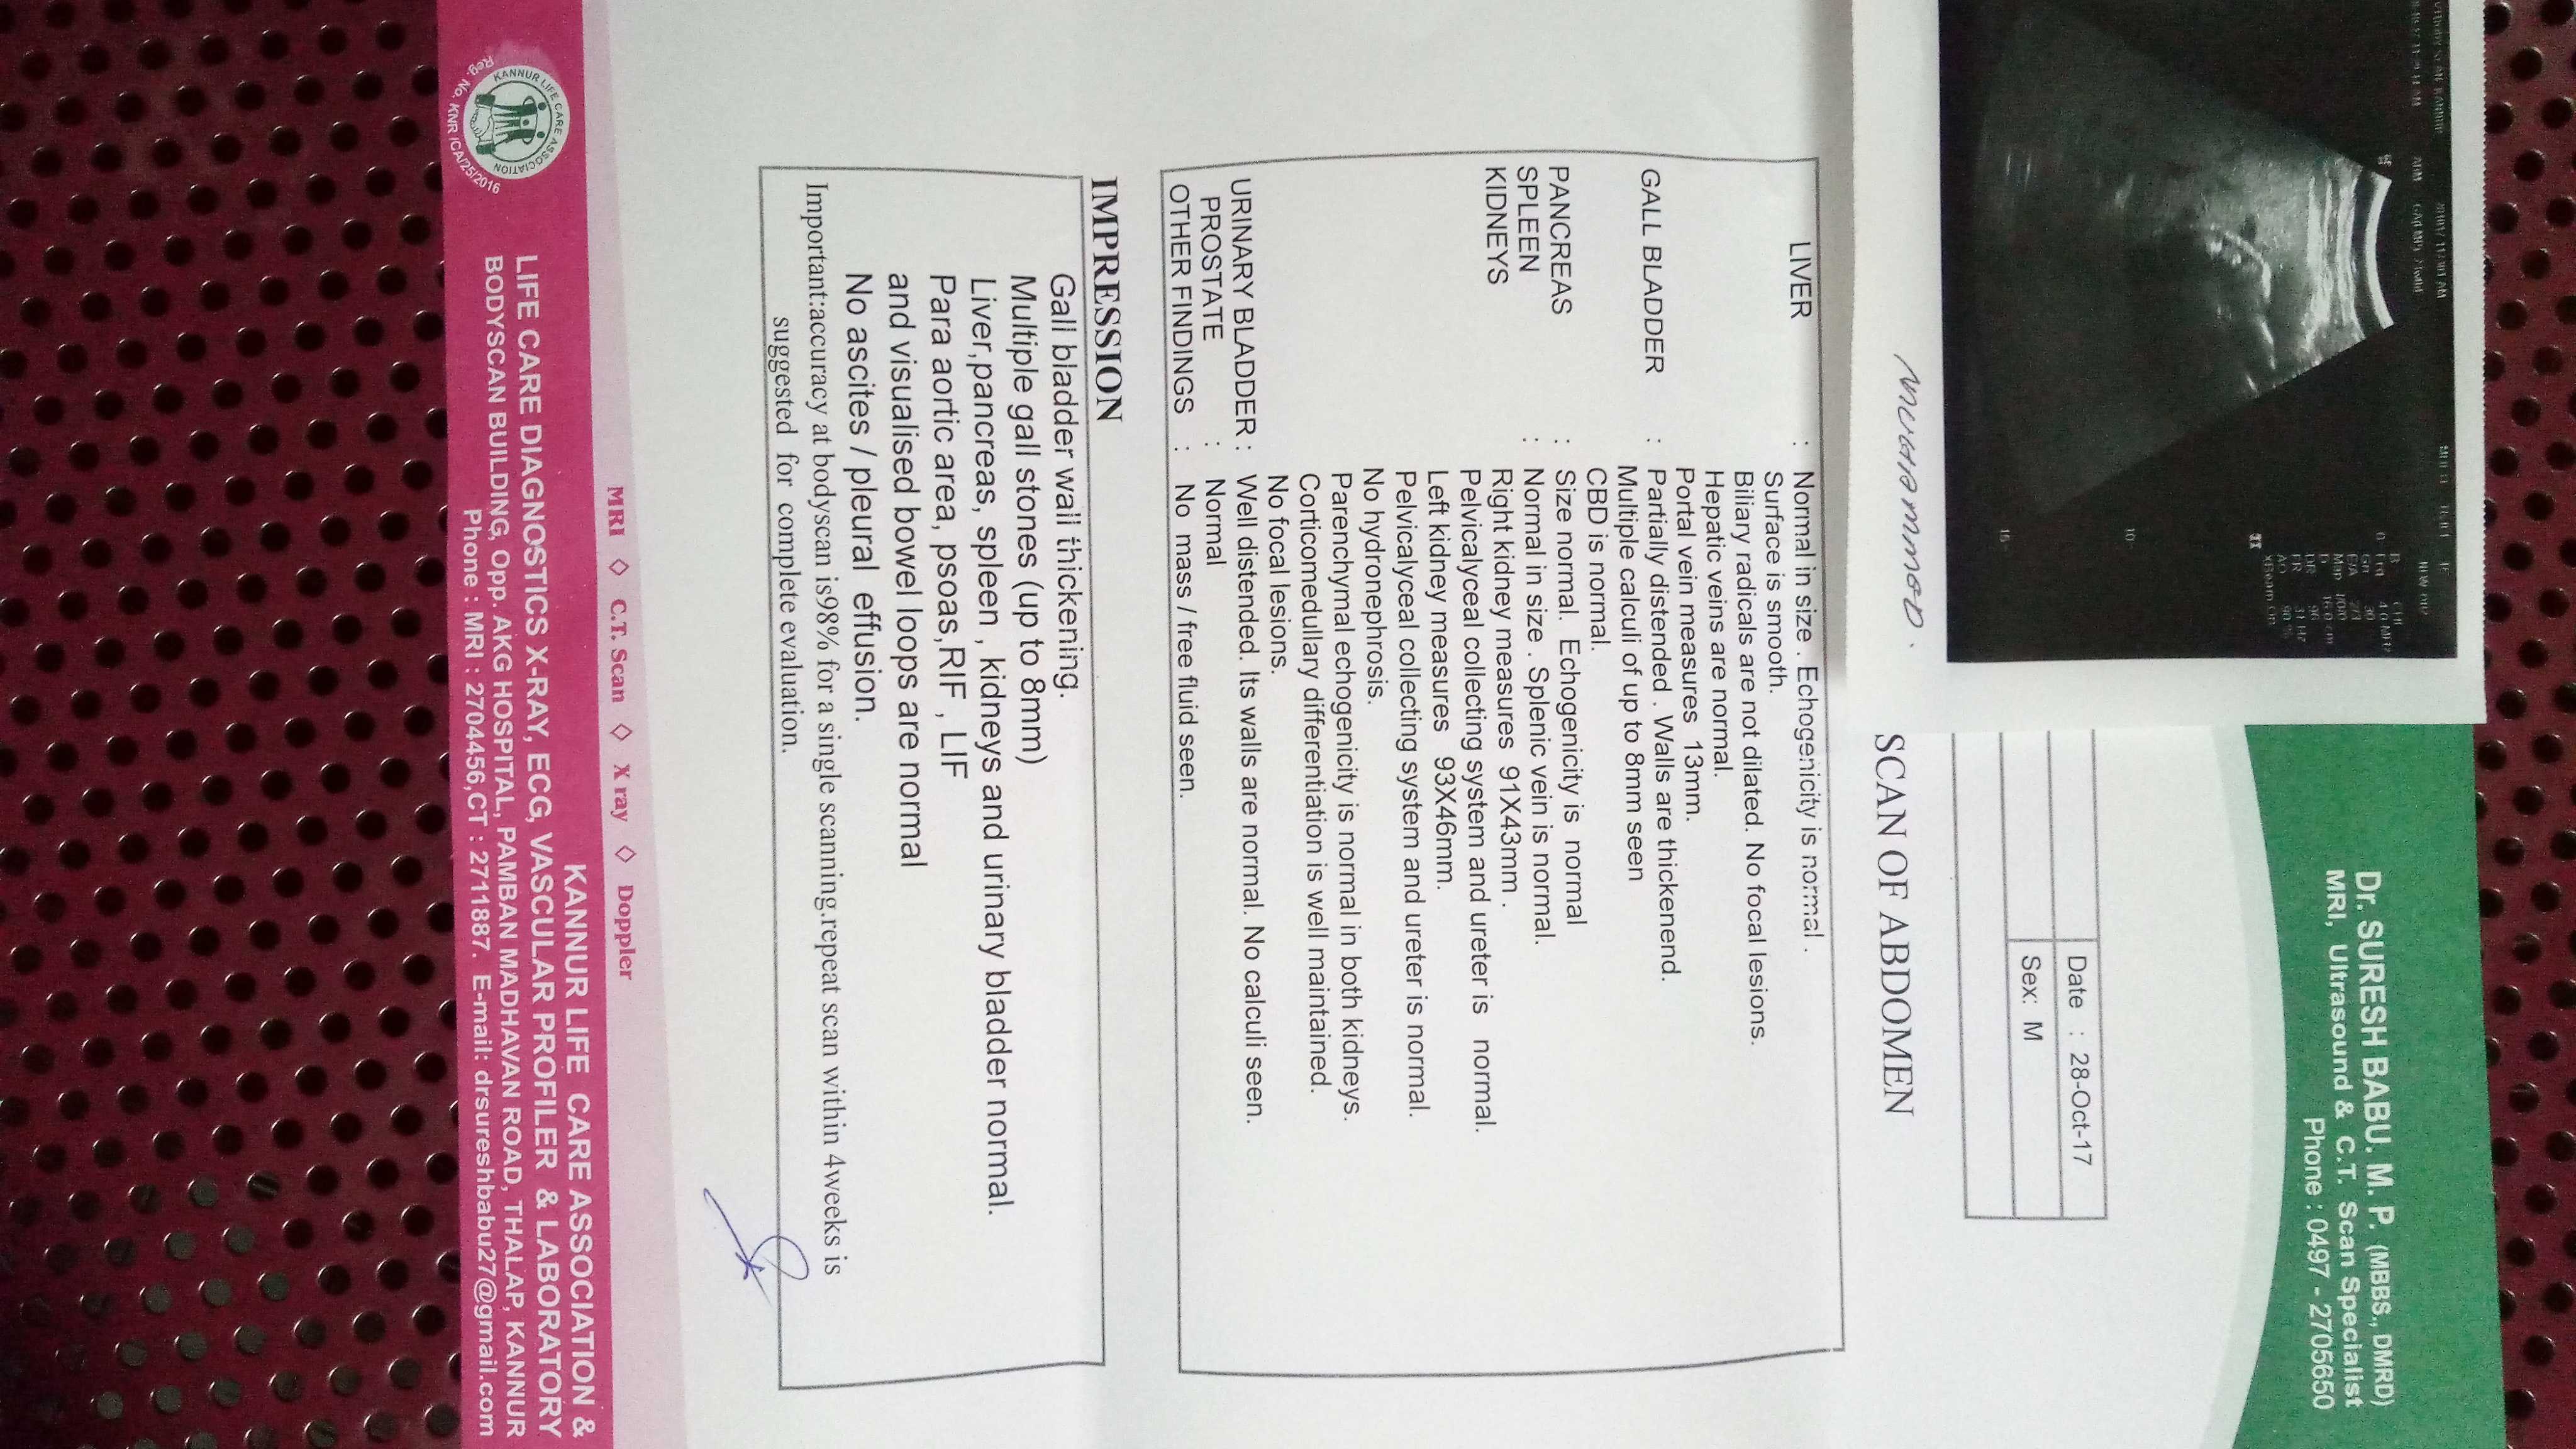 Dr. SURESH BABU. M. P. (MBBS., DMRD)
MRI, Ultrasound & C.T. Scan Specialist
Phone : 0497 - 2705650
15
10
MUHAMMOD.
Date : 28-Oct-17
Sex: M
SCAN OF ABDOMEN
LIVER : Normal in size . Echogenicity is normal .
Surface is smooth.
Biliary radicals are not dilated. No focal lesions.
Hepatic veins are normal.
Portal vein measures 13mm.
GALL BLADDER : Partially distended . Walls are thickenend.
Multiple calculi of up to 8mm seen
CBD is normal.
PANCREAS : Size normal. Echogenicity is normal
SPLEEN : Normal in size . Splenic vein is normal.
KIDNEYS Right kidney measures 91X43mm .
Pelvicalyceal collecting system and ureter is normal.
Left kidney measures 93X46mm.
Pelvicalyceal collecting system and ureter is normal.
No hydronephrosis.
Parenchymal echogenicity is normal in both kidneys.
Corticomedullary differentiation is well maintained.
No focal lesions.
URINARY BLADDER : Well distended. Its walls are normal. No calculi seen.
PROSTATE : Normal
OTHER FINDINGS : No mass / free fluid seen.
IMPRESSION
Gall bladder wall thickening.
Multiple gall stones (up to 8mm)
Liver,pancreas, spleen , kidneys and urinary bladder normal.
Para aortic area, psoas,RIF , LIF
and visualised bowel loops are normal
No ascites / pleural effusion.
Important:accuracy at bodyscan is98% for a single scanning.repeat scan within 4weeks is
suggested for complete evaluation.
MRI ◇ C.T. Scan ◇ X ray ◇ Doppler
KANNUR LIFE CARE ASSOCIATION &
LIFE CARE DIAGNOSTICS X-RAY, ECG, VASCULAR PROFILER & LABORATORY
BODYSCAN BUILDING, Opp. AKG HOSPITAL, PAMBAN MADHAVAN ROAD, THALAP, KANNUR
Phone : MRI : 2704456,CT : 2711887. E-mail: drsureshbabu27@gmail.com
KANNUR LIFE CARE ASSOCIATION
Reg. No. KNR/CA/25/2016